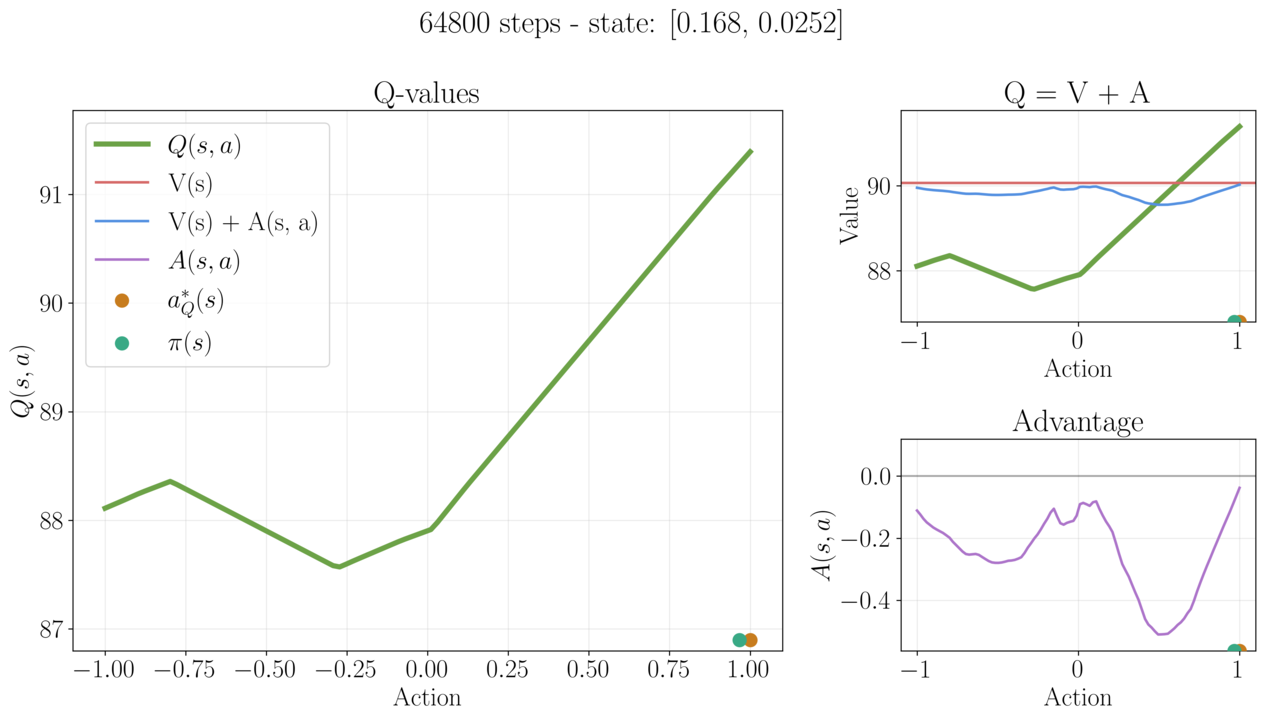 64800 steps - state: [0.168, 0.0252]
Q-values
Q(s, a)
V(s)
V(s) + A(s, a)
A(s, a)
a*_Q(s)
π(s)
Q(s, a)
91
90
89
88
87
−1.00 −0.75 −0.50 −0.25 0.00 0.25 0.50 0.75 1.00
Action
Q = V + A
Value
90
88
−1 0 1
Action
Advantage
A(s, a)
0.0
−0.2
−0.4
−1 0 1
Action